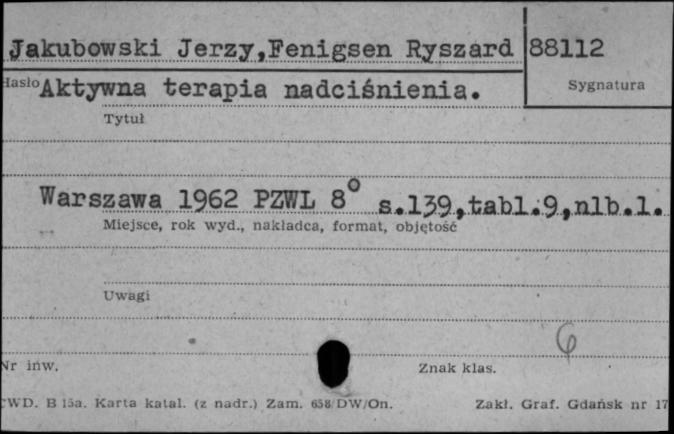 Jakubowski Jerzy,Fenigsen Ryszard 88112
Hasło Aktywna terapia nadciśnienia. Sygnatura
Tytuł
Warszawa 1962 PZWL 8° s.139,tabl.9,nlb.1.
Miejsce, rok wyd., nakładca, format, objętość
Uwagi
6
Nr inw. Znak klas.
CWD. B 15a. Karta katal. (z nadr.) Zam. 658/DW/On. Zakł. Graf. Gdańsk nr 17